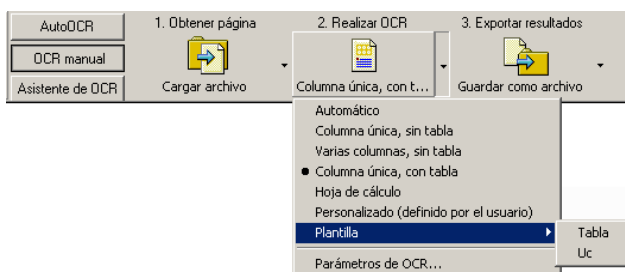 AutoOCR
OCR manual
Asistente de OCR
1. Obtener página
Cargar archivo
2. Realizar OCR
Columna única, con t...
3. Exportar resultados
Guardar como archivo
Automático
Columna única, sin tabla
Varias columnas, sin tabla
Columna única, con tabla
Hoja de cálculo
Personalizado (definido por el usuario)
Plantilla
Tabla
Uc
Parámetros de OCR...